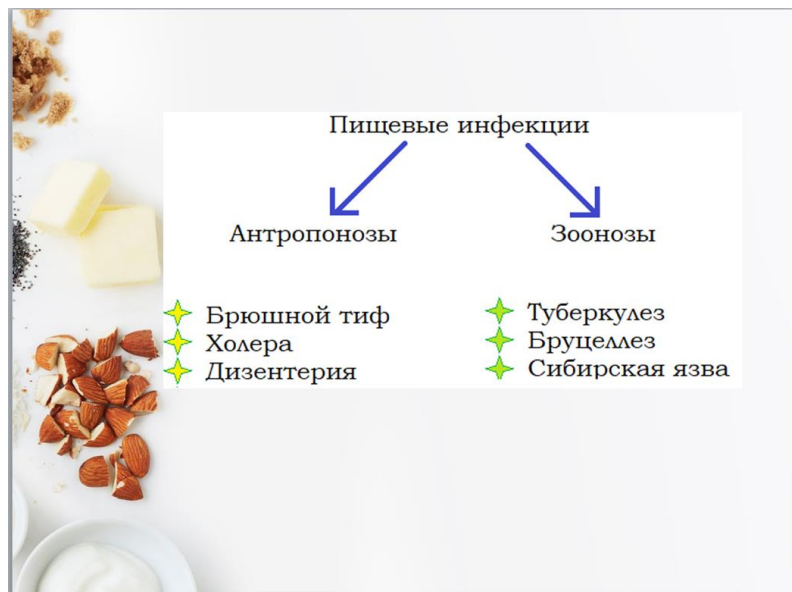 Пищевые инфекции
Антропонозы
Зоонозы
Брюшной тиф
Холера
Дизентерия
Туберкулез
Бруцеллез
Сибирская язва